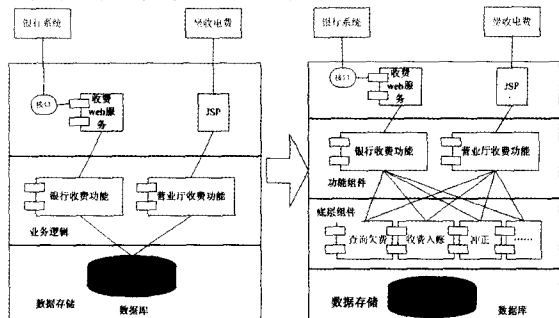 银行系统
坐收电费
接口
收费
web服
务
JSP
银行收费功能
营业厅收费功能
业务逻辑
数据存储
数据库
银行系统
坐收电费
接口
收费
web服
务
JSP
银行收费功能
营业厅收费功能
功能组件
底层组件
查询欠费
收费入账
冲正
……
数据存储
数据库